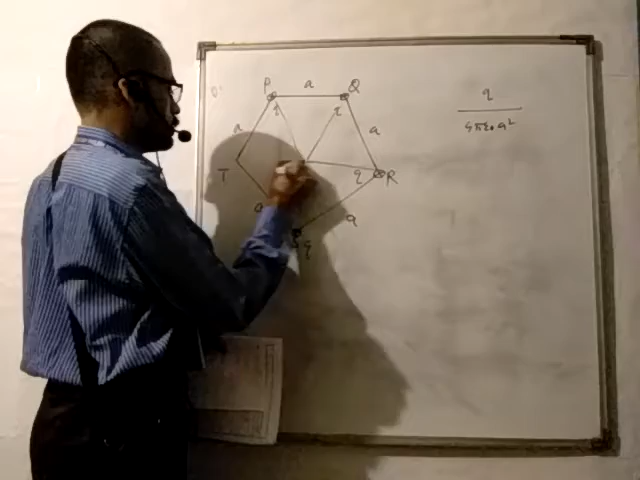 P a Q
q q
a a
T q R
a a
q
q
4πε₀a²